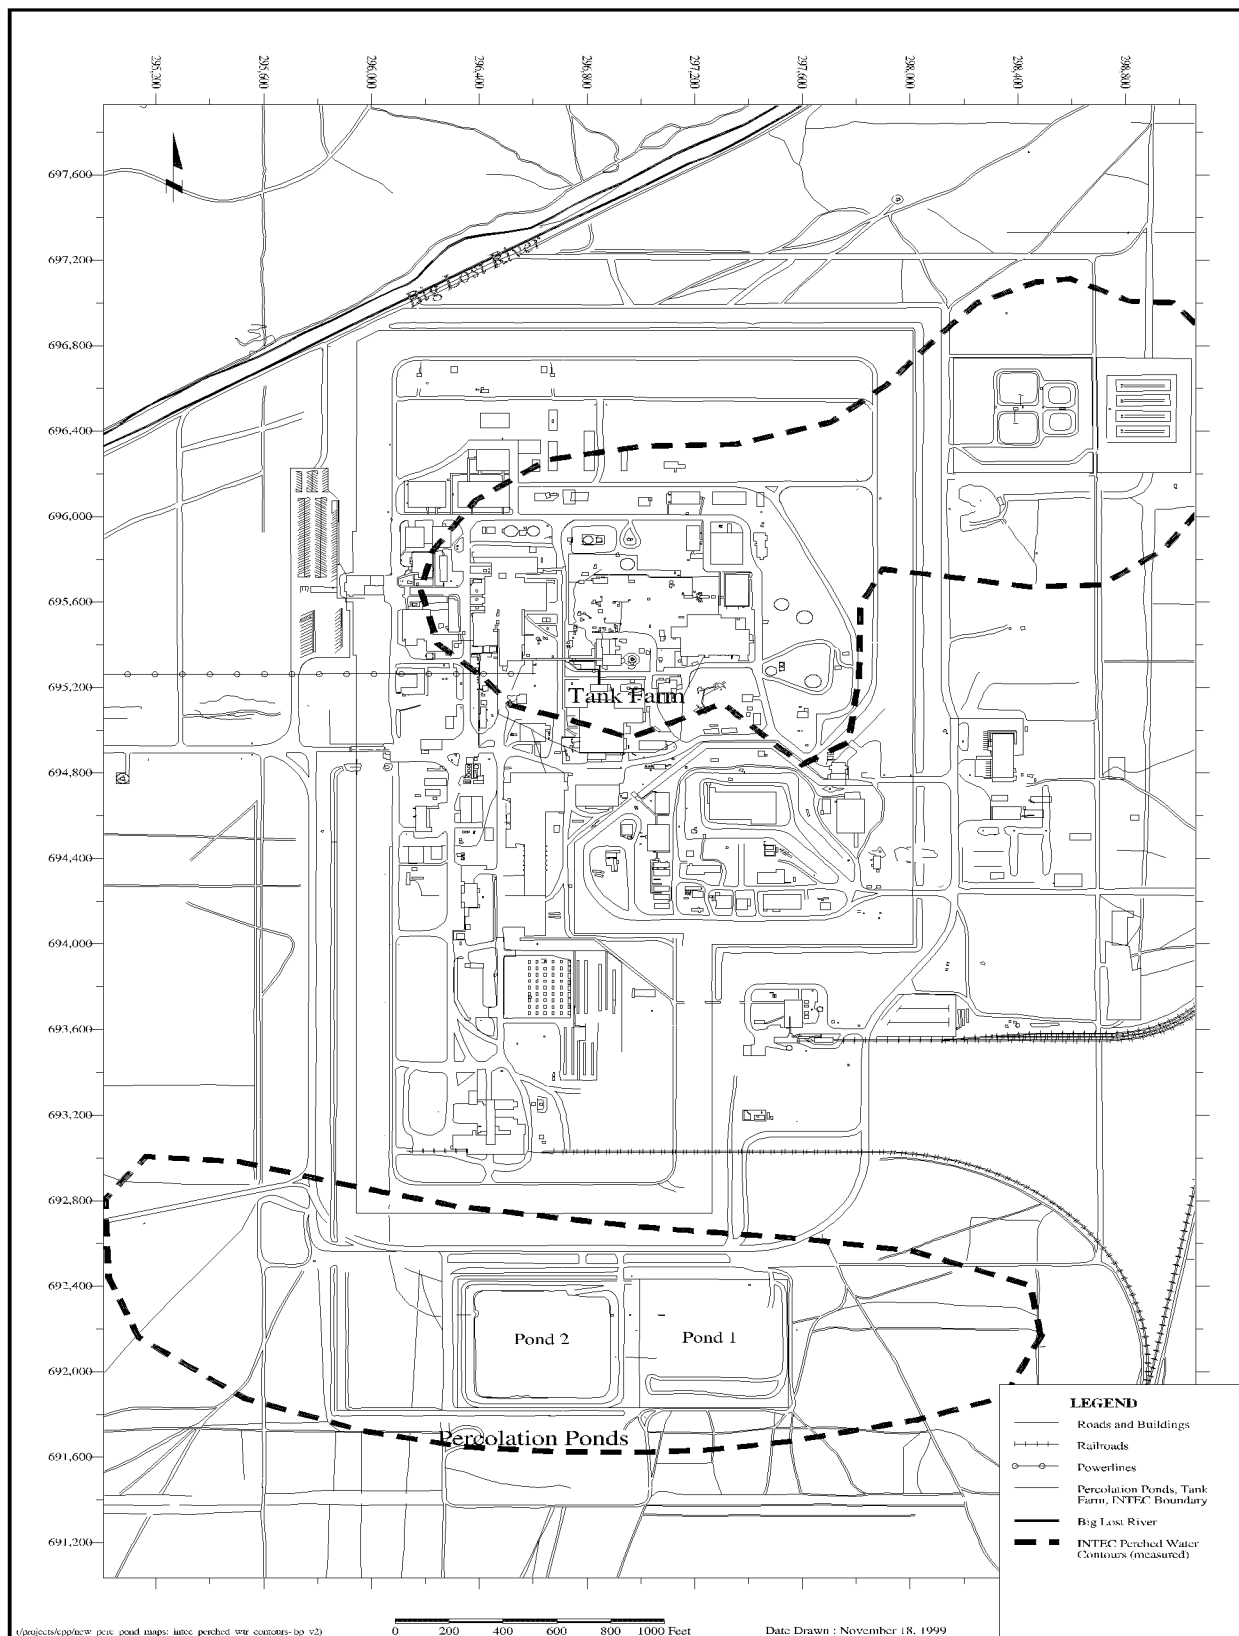 295,200
295,600
296,000
296,400
296,800
297,200
297,600
298,000
298,400
298,800
697,600
697,200
696,800
696,400
696,000
695,600
695,200
694,800
694,400
694,000
693,600
693,200
692,800
692,400
692,000
691,600
691,200
Big Lost River
Tank Farm
Pond 2
Pond 1
Percolation Ponds
LEGEND
Roads and Buildings
Railroads
Powerlines
Percolation Ponds, Tank
Farm, INTEC Boundary
Big Lost River
INTEC Perched Water
Contours (measured)
0 200 400 600 800 1000 Feet
(/projects/cpp/new_perc_pond_maps: intec_perched_wtr_contours-bp_v2)
Date Drawn : November 18, 1999